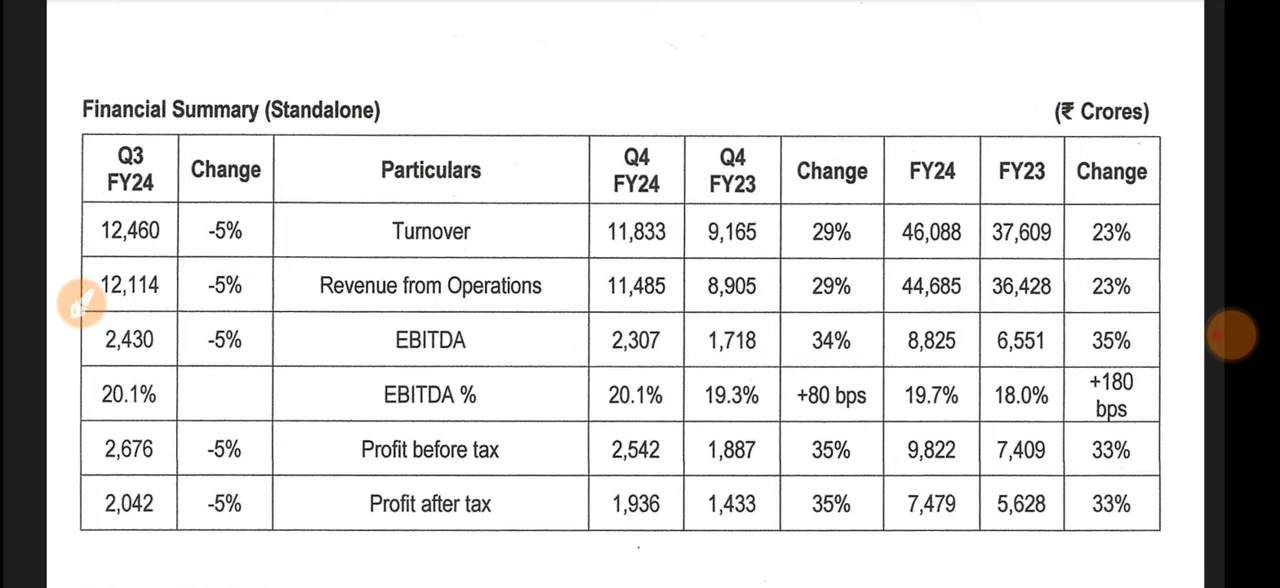 Financial Summary (Standalone) (₹ Crores)
Q3 FY24 Change Particulars Q4 FY24 Q4 FY23 Change FY24 FY23 Change
12,460 -5% Turnover 11,833 9,165 29% 46,088 37,609 23%
12,114 -5% Revenue from Operations 11,485 8,905 29% 44,685 36,428 23%
2,430 -5% EBITDA 2,307 1,718 34% 8,825 6,551 35%
20.1% EBITDA % 20.1% 19.3% +80 bps 19.7% 18.0% +180 bps
2,676 -5% Profit before tax 2,542 1,887 35% 9,822 7,409 33%
2,042 -5% Profit after tax 1,936 1,433 35% 7,479 5,628 33%